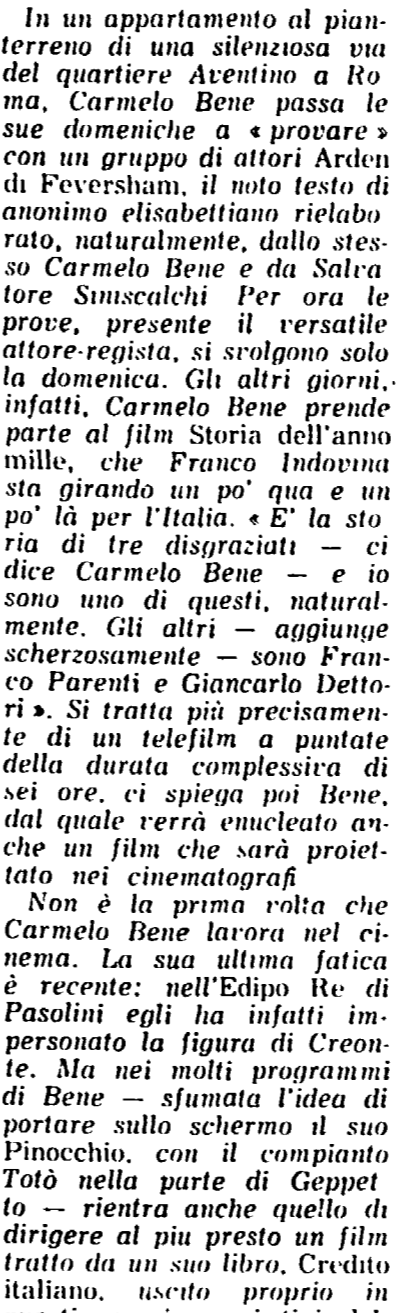 In un appartamento al pian-
terreno di una silenziosa via
del quartiere Aventino a Ro
ma, Carmelo Bene passa le
sue domeniche a « provare »
con un gruppo di attori Arden
di Feversham, il noto testo di
anonimo elisabettiano rielabo
rato, naturalmente, dallo stes-
so Carmelo Bene e da Salva
tore Siniscalchi Per ora le
prove, presente il versatile
attore-regista, si svolgono solo
la domenica. Gli altri giorni,
infatti, Carmelo Bene prende
parte al film Storia dell'anno
mille, che Franco Indovina
sta girando un po' qua e un
po' là per l'Italia. « E' la sto
ria di tre disgraziati — ci
dice Carmelo Bene — e io
sono uno di questi, natural-
mente. Gli altri — aggiunge
scherzosamente — sono Fran-
co Parenti e Giancarlo Detto-
ri ». Si tratta più precisamen-
te di un telefilm a puntate
della durata complessiva di
sei ore, ci spiega poi Bene,
dal quale verrà enucleato an-
che un film che sarà proiet-
tato nei cinematografi
Non è la prima volta che
Carmelo Bene lavora nel ci-
nema. La sua ultima fatica
è recente: nell'Edipo Re di
Pasolini egli ha infatti im-
personato la figura di Creon-
te. Ma nei molti programmi
di Bene — sfumata l'idea di
portare sullo schermo il suo
Pinocchio, con il compianto
Totò nella parte di Geppet
to — rientra anche quello di
dirigere al piu presto un film
tratto da un suo libro, Credito
italiano, uscito proprio in